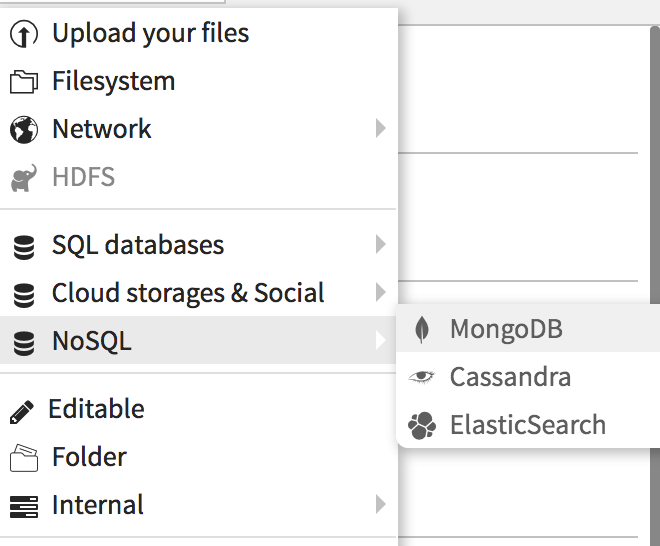 Upload your files
Filesystem
Network
HDFS
SQL databases
Cloud storages & Social
NoSQL
MongoDB
Cassandra
ElasticSearch
Editable
Folder
Internal